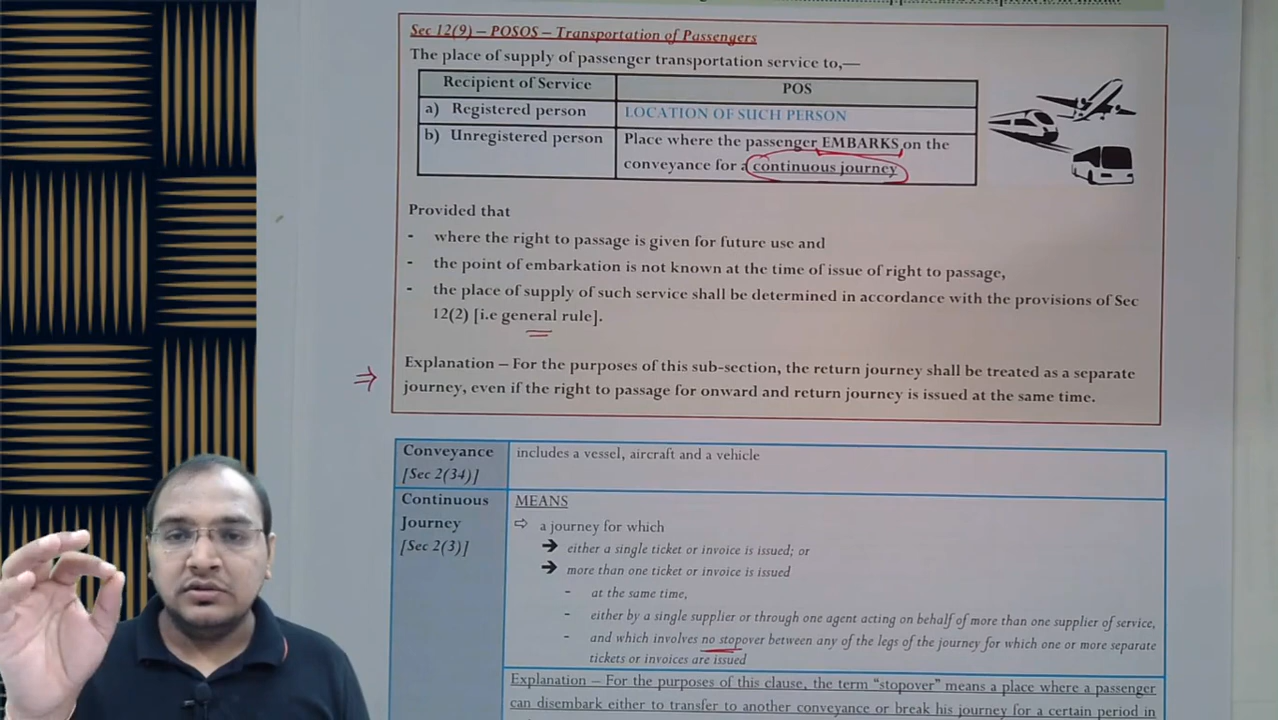 Sec 12(9) – POSOS – Transportation of Passengers
The place of supply of passenger transportation service to,—
Recipient of Service POS
a) Registered person LOCATION OF SUCH PERSON
b) Unregistered person Place where the passenger EMBARKS on the
conveyance for a continuous journey
Provided that
- where the right to passage is given for future use and
- the point of embarkation is not known at the time of issue of right to passage,
- the place of supply of such service shall be determined in accordance with the provisions of Sec
12(2) [i.e general rule].
Explanation – For the purposes of this sub-section, the return journey shall be treated as a separate
journey, even if the right to passage for onward and return journey is issued at the same time.
Conveyance includes a vessel, aircraft and a vehicle
[Sec 2(34)]
Continuous MEANS
Journey ⇨ a journey for which
[Sec 2(3)] ➔ either a single ticket or invoice is issued; or
➔ more than one ticket or invoice is issued
- at the same time,
- either by a single supplier or through one agent acting on behalf of more than one supplier of service,
- and which involves no stopover between any of the legs of the journey for which one or more separate
tickets or invoices are issued
Explanation – For the purposes of this clause, the term “stopover” means a place where a passenger
can disembark either to transfer to another conveyance or break his journey for a certain period in